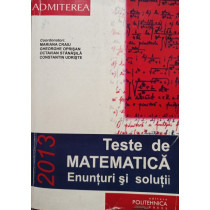 ADMITEREA
Coordonatori:
MARIANA CRAIU
GHEORGHE OPRIŞAN
OCTAVIAN STĂNĂŞILĂ
CONSTANTIN UDRIŞTE
2013
Teste de
MATEMATICĂ
Enunţuri şi soluţii
POLITEHNICA